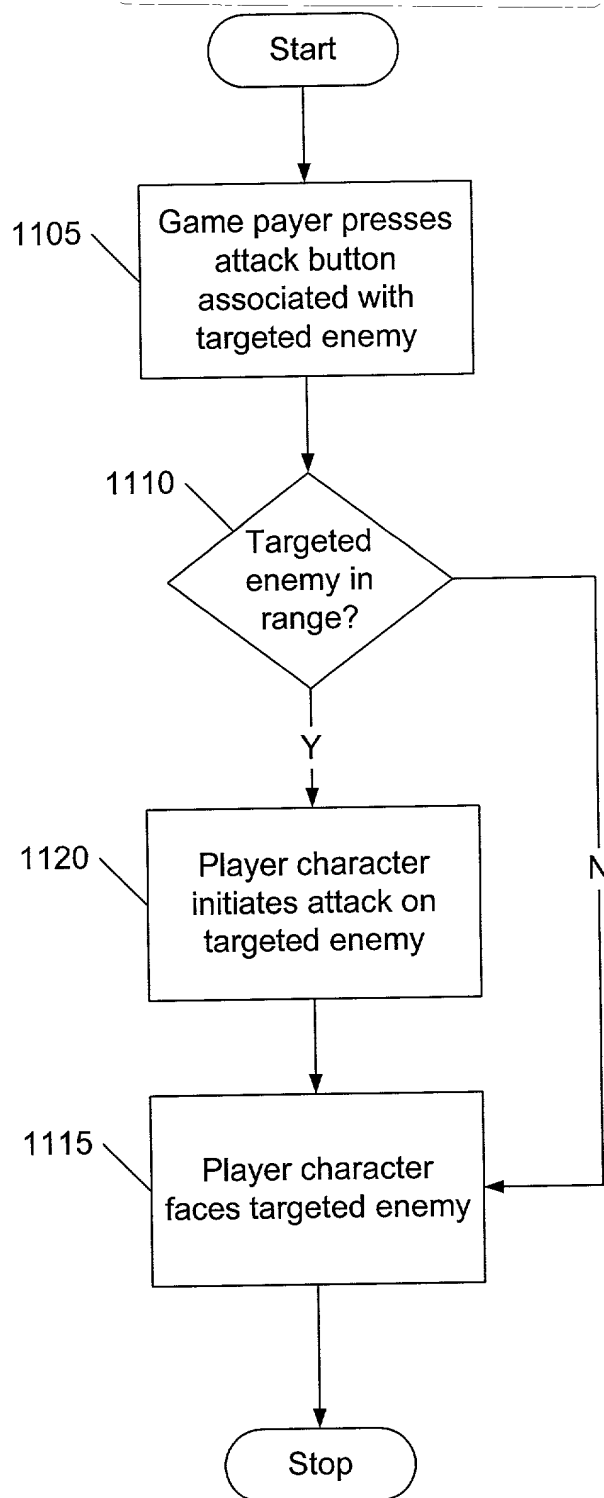 Start
1105
Game payer presses
attack button
associated with
targeted enemy
1110
Targeted
enemy in
range?
Y
N
1120
Player character
initiates attack on
targeted enemy
1115
Player character
faces targeted enemy
Stop